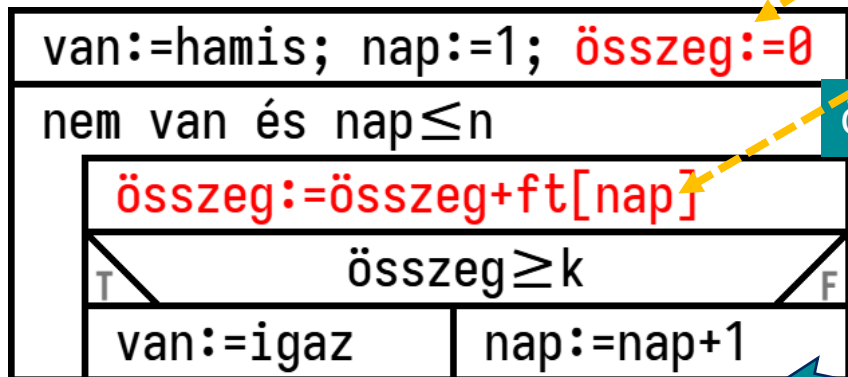 van:=hamis; nap:=1; összeg:=0
nem van és nap≤n
összeg:=összeg+ft[nap]
T összeg≥k F
van:=igaz nap:=nap+1